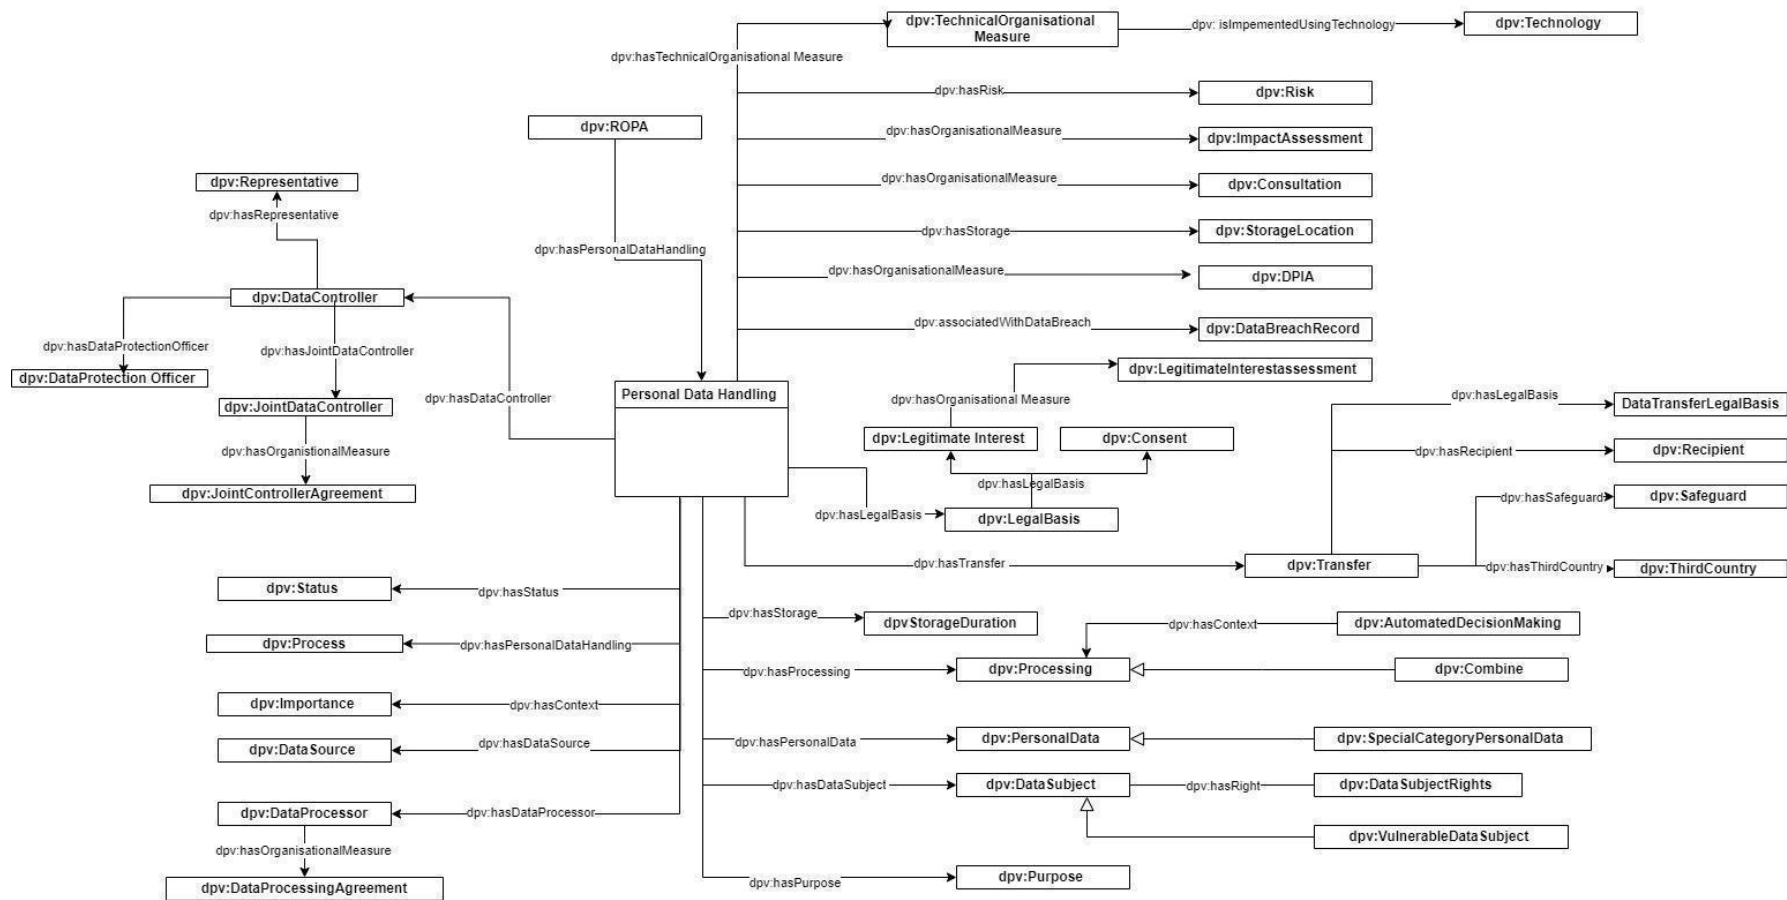 dpv:TechnicalOrganisational
Measure
dpv: isImpementedUsingTechnology
dpv:Technology
dpv:hasTechnicalOrganisational Measure
dpv:hasRisk
dpv:Risk
dpv:ROPA
dpv:hasOrganisationalMeasure
dpv:ImpactAssessment
dpv:Representative
dpv:hasOrganisationalMeasure
dpv:Consultation
dpv:hasRepresentative
dpv:hasStorage
dpv:StorageLocation
dpv:hasPersonalDataHandling
dpv:hasOrganisationalMeasure
dpv:DPIA
dpv:DataController
dpv:associatedWithDataBreach
dpv:DataBreachRecord
dpv:hasDataProtectionOfficer
dpv:hasJointDataController
dpv:DataProtection Officer
dpv:LegitimateInterestassessment
dpv:JointDataController
dpv:hasDataController
Personal Data Handling
dpv:hasOrganisational Measure
dpv:hasLegalBasis
DataTransferLegalBasis
dpv:hasOrganistionalMeasure
dpv:Legitimate Interest
dpv:Consent
dpv:hasRecipient
dpv:Recipient
dpv:JointControllerAgreement
dpv:hasLegalBasis
dpv:hasSafeguard
dpv:Safeguard
dpv:hasLegalBasis
dpv:LegalBasis
dpv:hasTransfer
dpv:Transfer
dpv:hasThirdCountry
dpv:ThirdCountry
dpv:Status
dpv:hasStatus
dpv:hasStorage
dpvStorageDuration
dpv:hasContext
dpv:AutomatedDecisionMaking
dpv:Process
dpv:hasPersonalDataHandling
dpv:hasProcessing
dpv:Processing
dpv:Combine
dpv:Importance
dpv:hasContext
dpv:DataSource
dpv:hasDataSource
dpv:hasPersonalData
dpv:PersonalData
dpv:SpecialCategoryPersonalData
dpv:hasDataSubject
dpv:DataSubject
dpv:hasRight
dpv:DataSubjectRights
dpv:DataProcessor
dpv:hasDataProcessor
dpv:VulnerableDataSubject
dpv:hasOrganisationalMeasure
dpv:DataProcessingAgreement
dpv:hasPurpose
dpv:Purpose